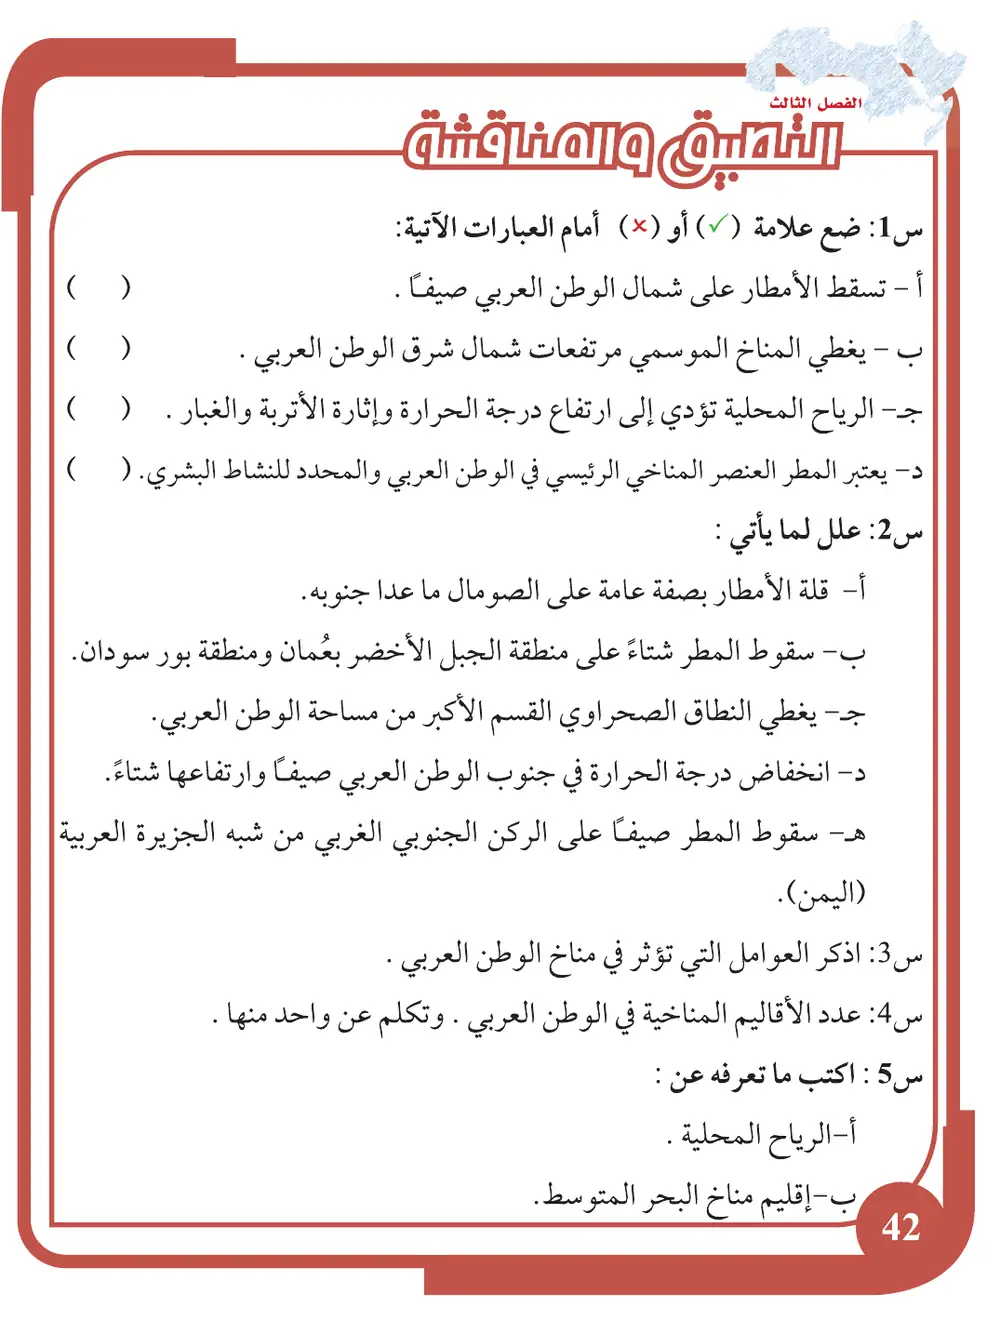 الفصل الثالث
التطبيق والمناقشة
س1: ضع علامة (✓) أو (×) أمام العبارات الآتية:
أ - تسقط الأمطار على شمال الوطن العربي صيفًا . ( )
ب - يغطي المناخ الموسمي مرتفعات شمال شرق الوطن العربي . ( )
جـ- الرياح المحلية تؤدي إلى ارتفاع درجة الحرارة وإثارة الأتربة والغبار . ( )
د- يعتبر المطر العنصر المناخي الرئيسي في الوطن العربي والمحدد للنشاط البشري. ( )
س2: علل لما يأتي :
أ- قلة الأمطار بصفة عامة على الصومال ما عدا جنوبه.
ب- سقوط المطر شتاءً على منطقة الجبل الأخضر بعُمان ومنطقة بور سودان.
جـ- يغطي النطاق الصحراوي القسم الأكبر من مساحة الوطن العربي.
د- انخفاض درجة الحرارة في جنوب الوطن العربي صيفًا وارتفاعها شتاءً.
هـ- سقوط المطر صيفًا على الركن الجنوبي الغربي من شبه الجزيرة العربية
(اليمن).
س3: اذكر العوامل التي تؤثر في مناخ الوطن العربي .
س4: عدد الأقاليم المناخية في الوطن العربي . وتكلم عن واحد منها .
س5 : اكتب ما تعرفه عن :
أ-الرياح المحلية .
ب-إقليم مناخ البحر المتوسط.
42